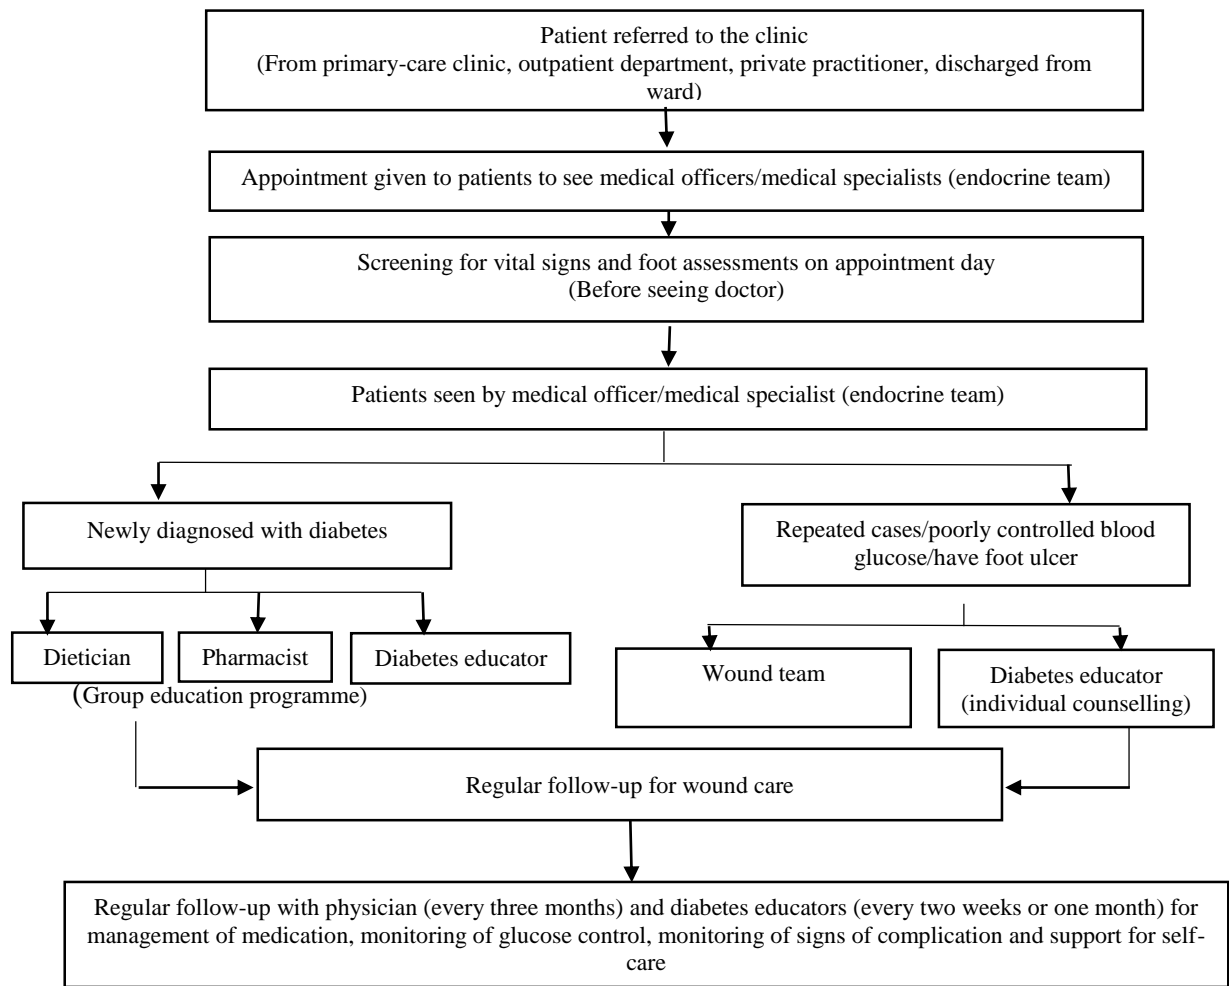 Patient referred to the clinic
(From primary-care clinic, outpatient department, private practitioner, discharged from
ward)
Appointment given to patients to see medical officers/medical specialists (endocrine team)
Screening for vital signs and foot assessments on appointment day
(Before seeing doctor)
Patients seen by medical officer/medical specialist (endocrine team)
Newly diagnosed with diabetes
Repeated cases/poorly controlled blood
glucose/have foot ulcer
Dietician
Pharmacist
Diabetes educator
(Group education programme)
Wound team
Diabetes educator
(individual counselling)
Regular follow-up for wound care
Regular follow-up with physician (every three months) and diabetes educators (every two weeks or one month) for
management of medication, monitoring of glucose control, monitoring of signs of complication and support for self-
care